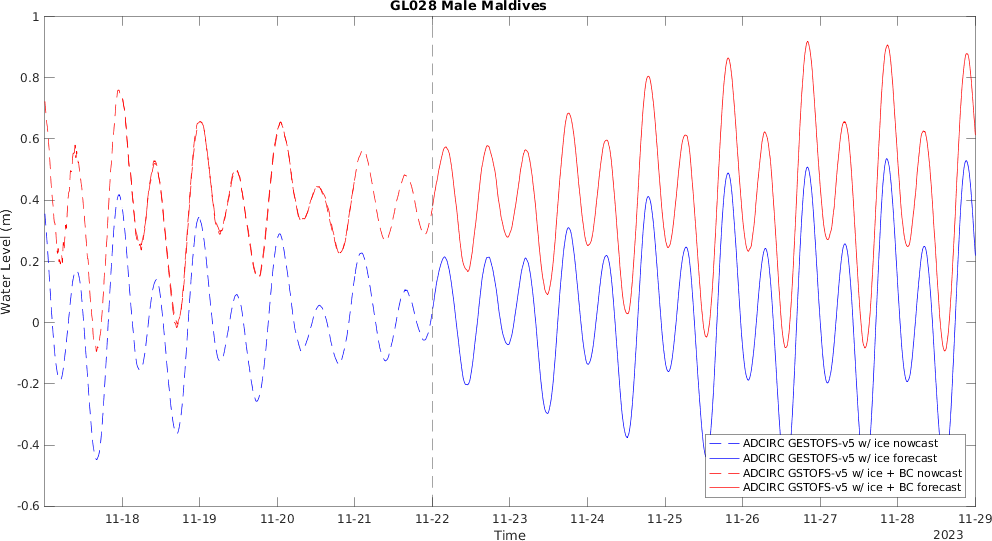 GL028 Male Maldives
1
0.8
0.6
0.4
0.2
0
-0.2
-0.4
-0.6
Water Level (m)
ADCIRC GESTOFS-v5 w/ ice nowcast
ADCIRC GESTOFS-v5 w/ ice forecast
ADCIRC GSTOFS-v5 w/ ice + BC nowcast
ADCIRC GSTOFS-v5 w/ ice + BC forecast
11-18 11-19 11-20 11-21 11-22 11-23 11-24 11-25 11-26 11-27 11-28 11-29
Time
2023